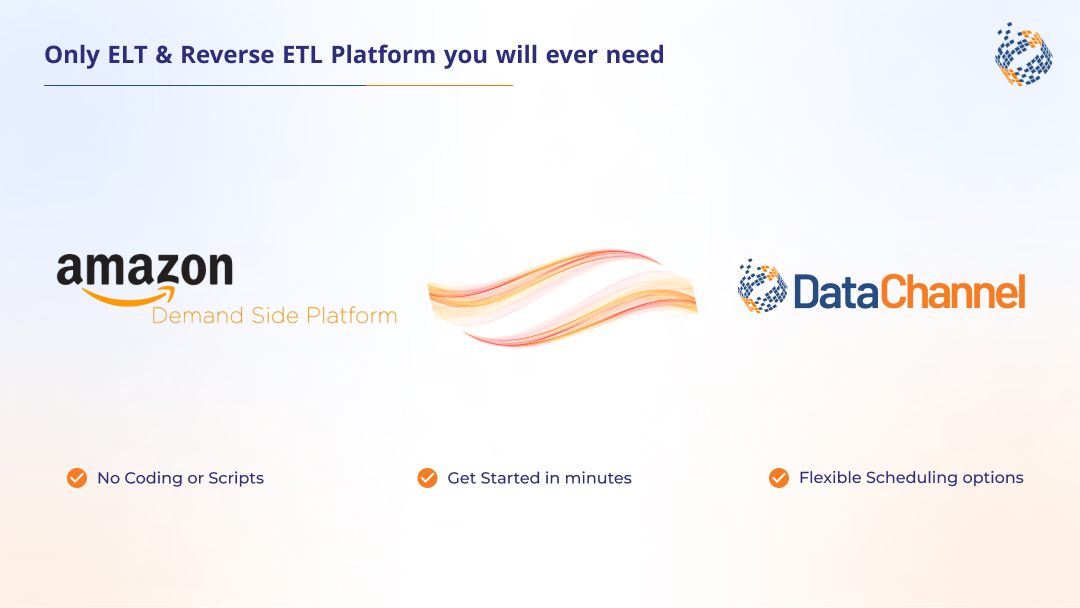 Only ELT & Reverse ETL Platform you will ever need
amazon
Demand Side Platform
DataChannel
No Coding or Scripts
Get Started in minutes
Flexible Scheduling options